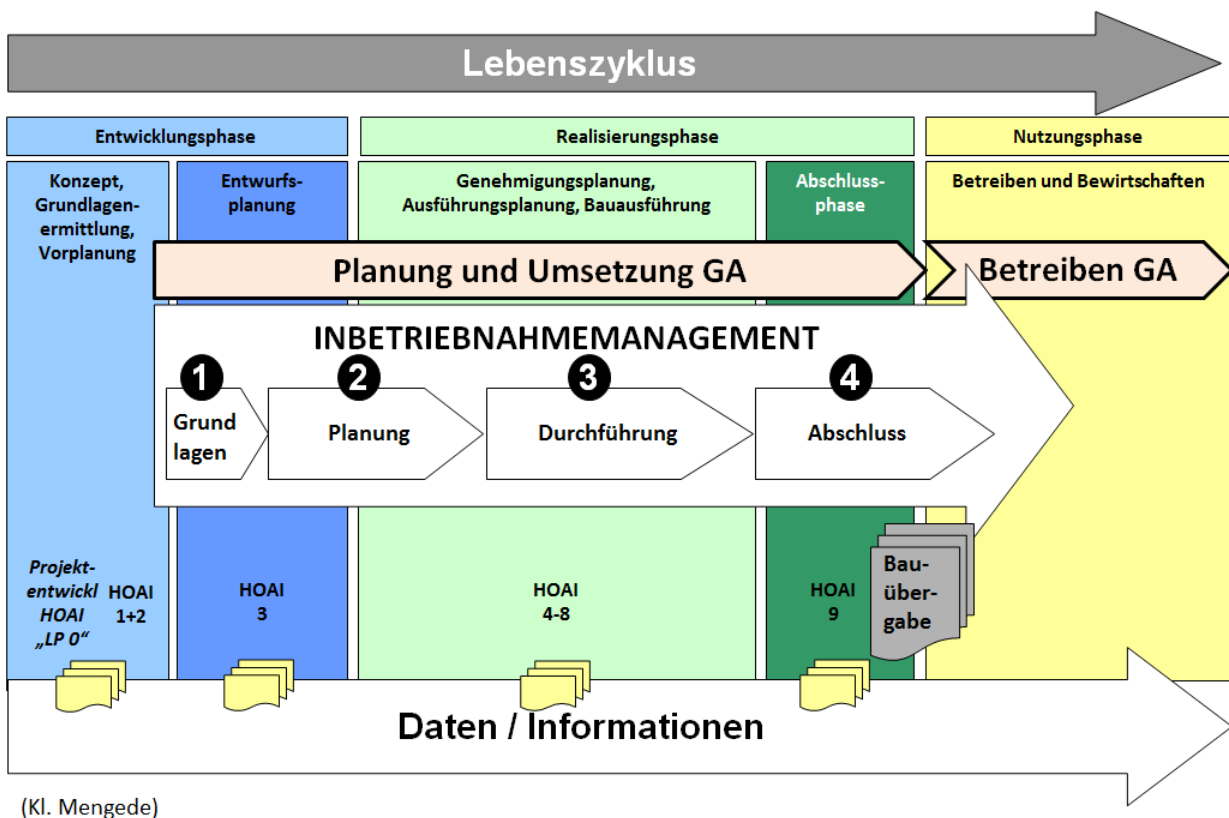 Lebenszyklus
Entwicklungsphase
Realisierungsphase
Nutzungsphase
Konzept,
Grundlagen-
ermittlung,
Vorplanung
Entwurfs-
planung
Genehmigungsplanung,
Ausführungsplanung, Bauausführung
Abschluss-
phase
Betreiben und Bewirtschaften
Planung und Umsetzung GA
Betreiben GA
INBETRIEBNAHMEMANAGEMENT
1
Grund
lagen
2
Planung
3
Durchführung
4
Abschluss
Projekt-
entwickl
HOAI
„LP 0“
HOAI
1+2
HOAI
3
HOAI
4-8
HOAI
9
Bau-
über-
gabe
Daten / Informationen
(Kl. Mengede)